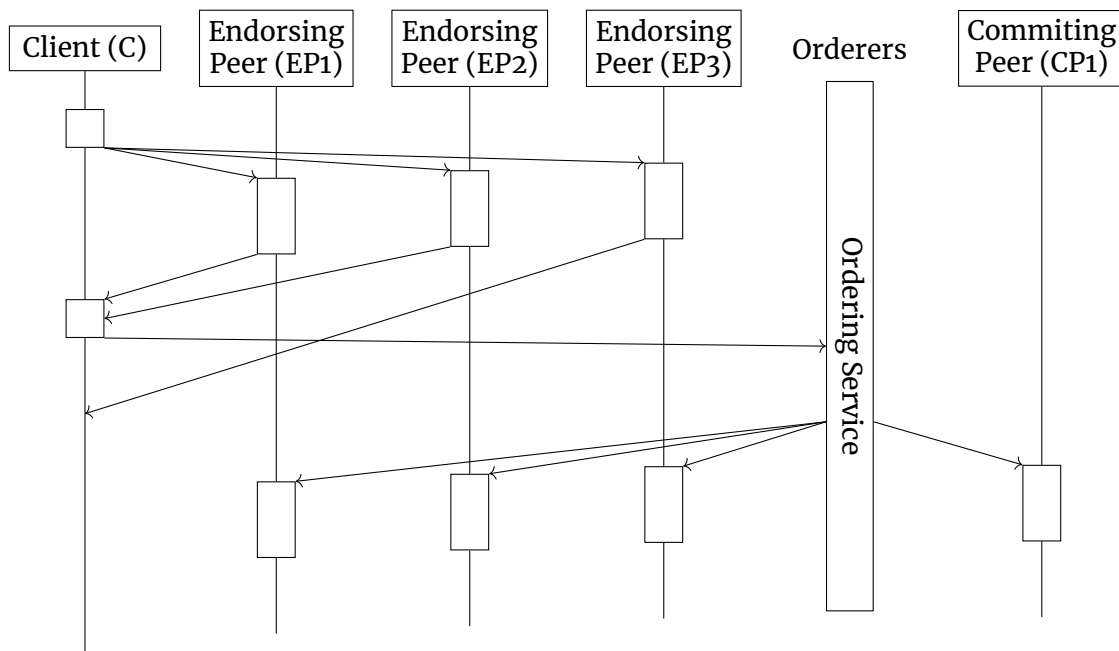 Client (C)
Endorsing
Peer (EP1)
Endorsing
Peer (EP2)
Endorsing
Peer (EP3)
Orderers
Commiting
Peer (CP1)
Ordering Service